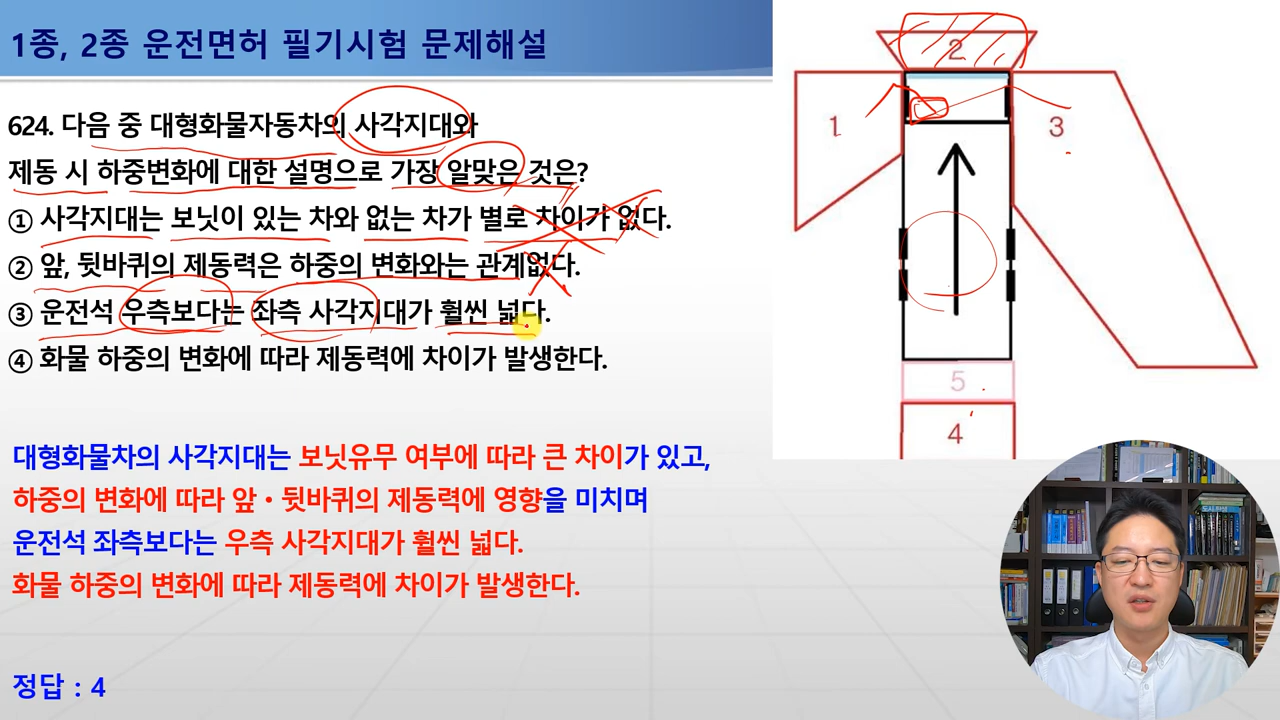 1종, 2종 운전면허 필기시험 문제해설
624. 다음 중 대형화물자동차의 사각지대와
제동 시 하중변화에 대한 설명으로 가장 알맞은 것은?
① 사각지대는 보닛이 있는 차와 없는 차가 별로 차이가 없다.
② 앞, 뒷바퀴의 제동력은 하중의 변화와는 관계없다.
③ 운전석 우측보다는 좌측 사각지대가 훨씬 넓다.
④ 화물 하중의 변화에 따라 제동력에 차이가 발생한다.
대형화물차의 사각지대는 보닛유무 여부에 따라 큰 차이가 있고,
하중의 변화에 따라 앞・뒷바퀴의 제동력에 영향을 미치며
운전석 좌측보다는 우측 사각지대가 훨씬 넓다.
화물 하중의 변화에 따라 제동력에 차이가 발생한다.
정답 : 4
2
1
3
5
4